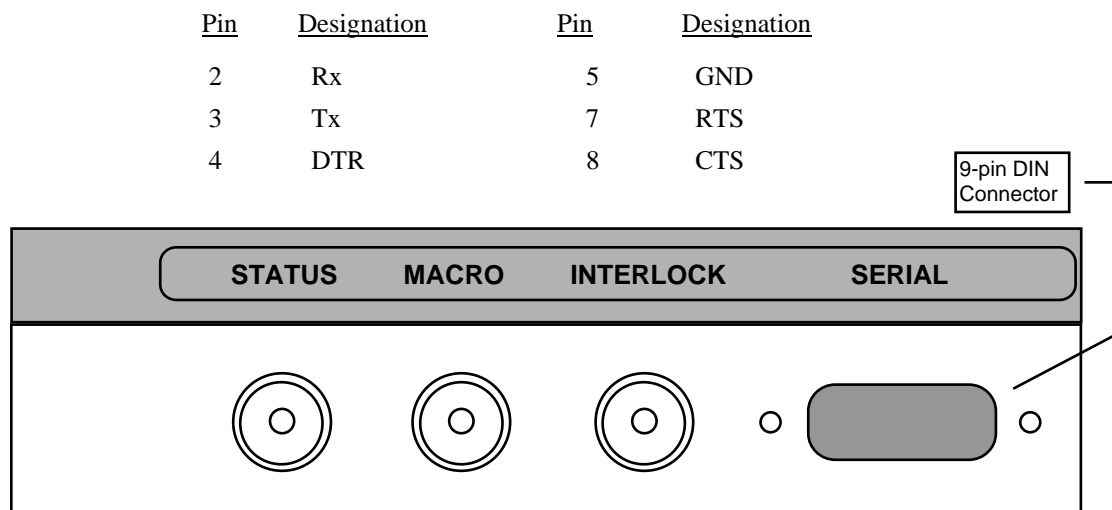 Pin Designation Pin Designation
2 Rx 5 GND
3 Tx 7 RTS
4 DTR 8 CTS
9-pin DIN
Connector
STATUS MACRO INTERLOCK SERIAL